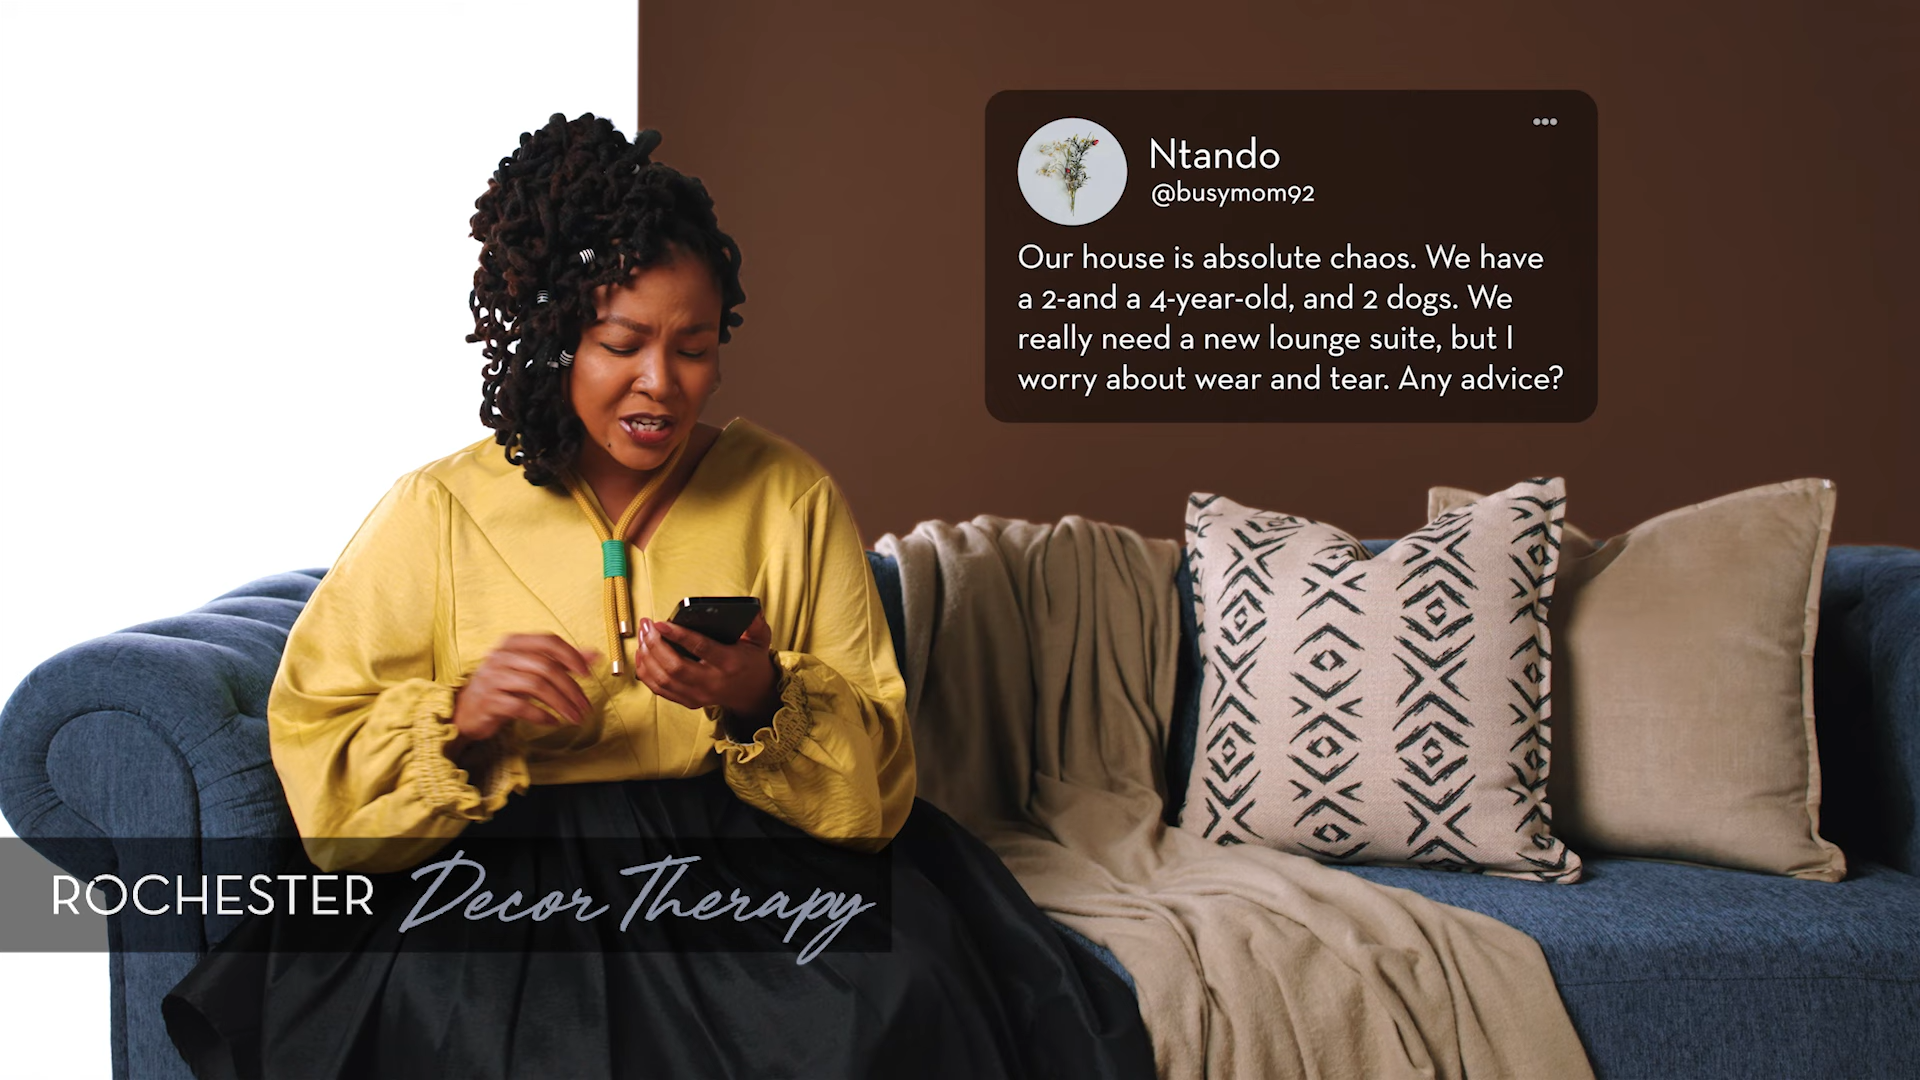 Ntando
@busymom92
Our house is absolute chaos. We have
a 2-and a 4-year-old, and 2 dogs. We
really need a new lounge suite, but I
worry about wear and tear. Any advice?
ROCHESTER Decor Therapy